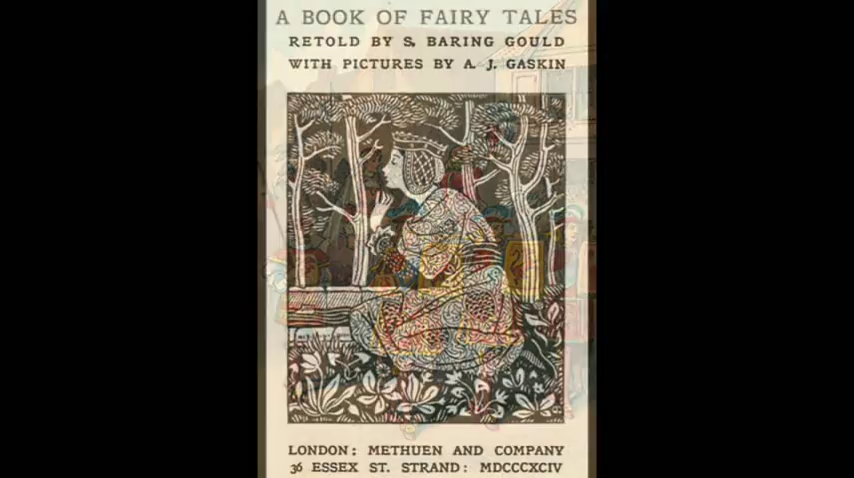 A BOOK OF FAIRY TALES
RETOLD BY S. BARING GOULD
WITH PICTURES BY A. J. GASKIN
LONDON: METHUEN AND COMPANY
36 ESSEX ST. STRAND: MDCCCXCIV